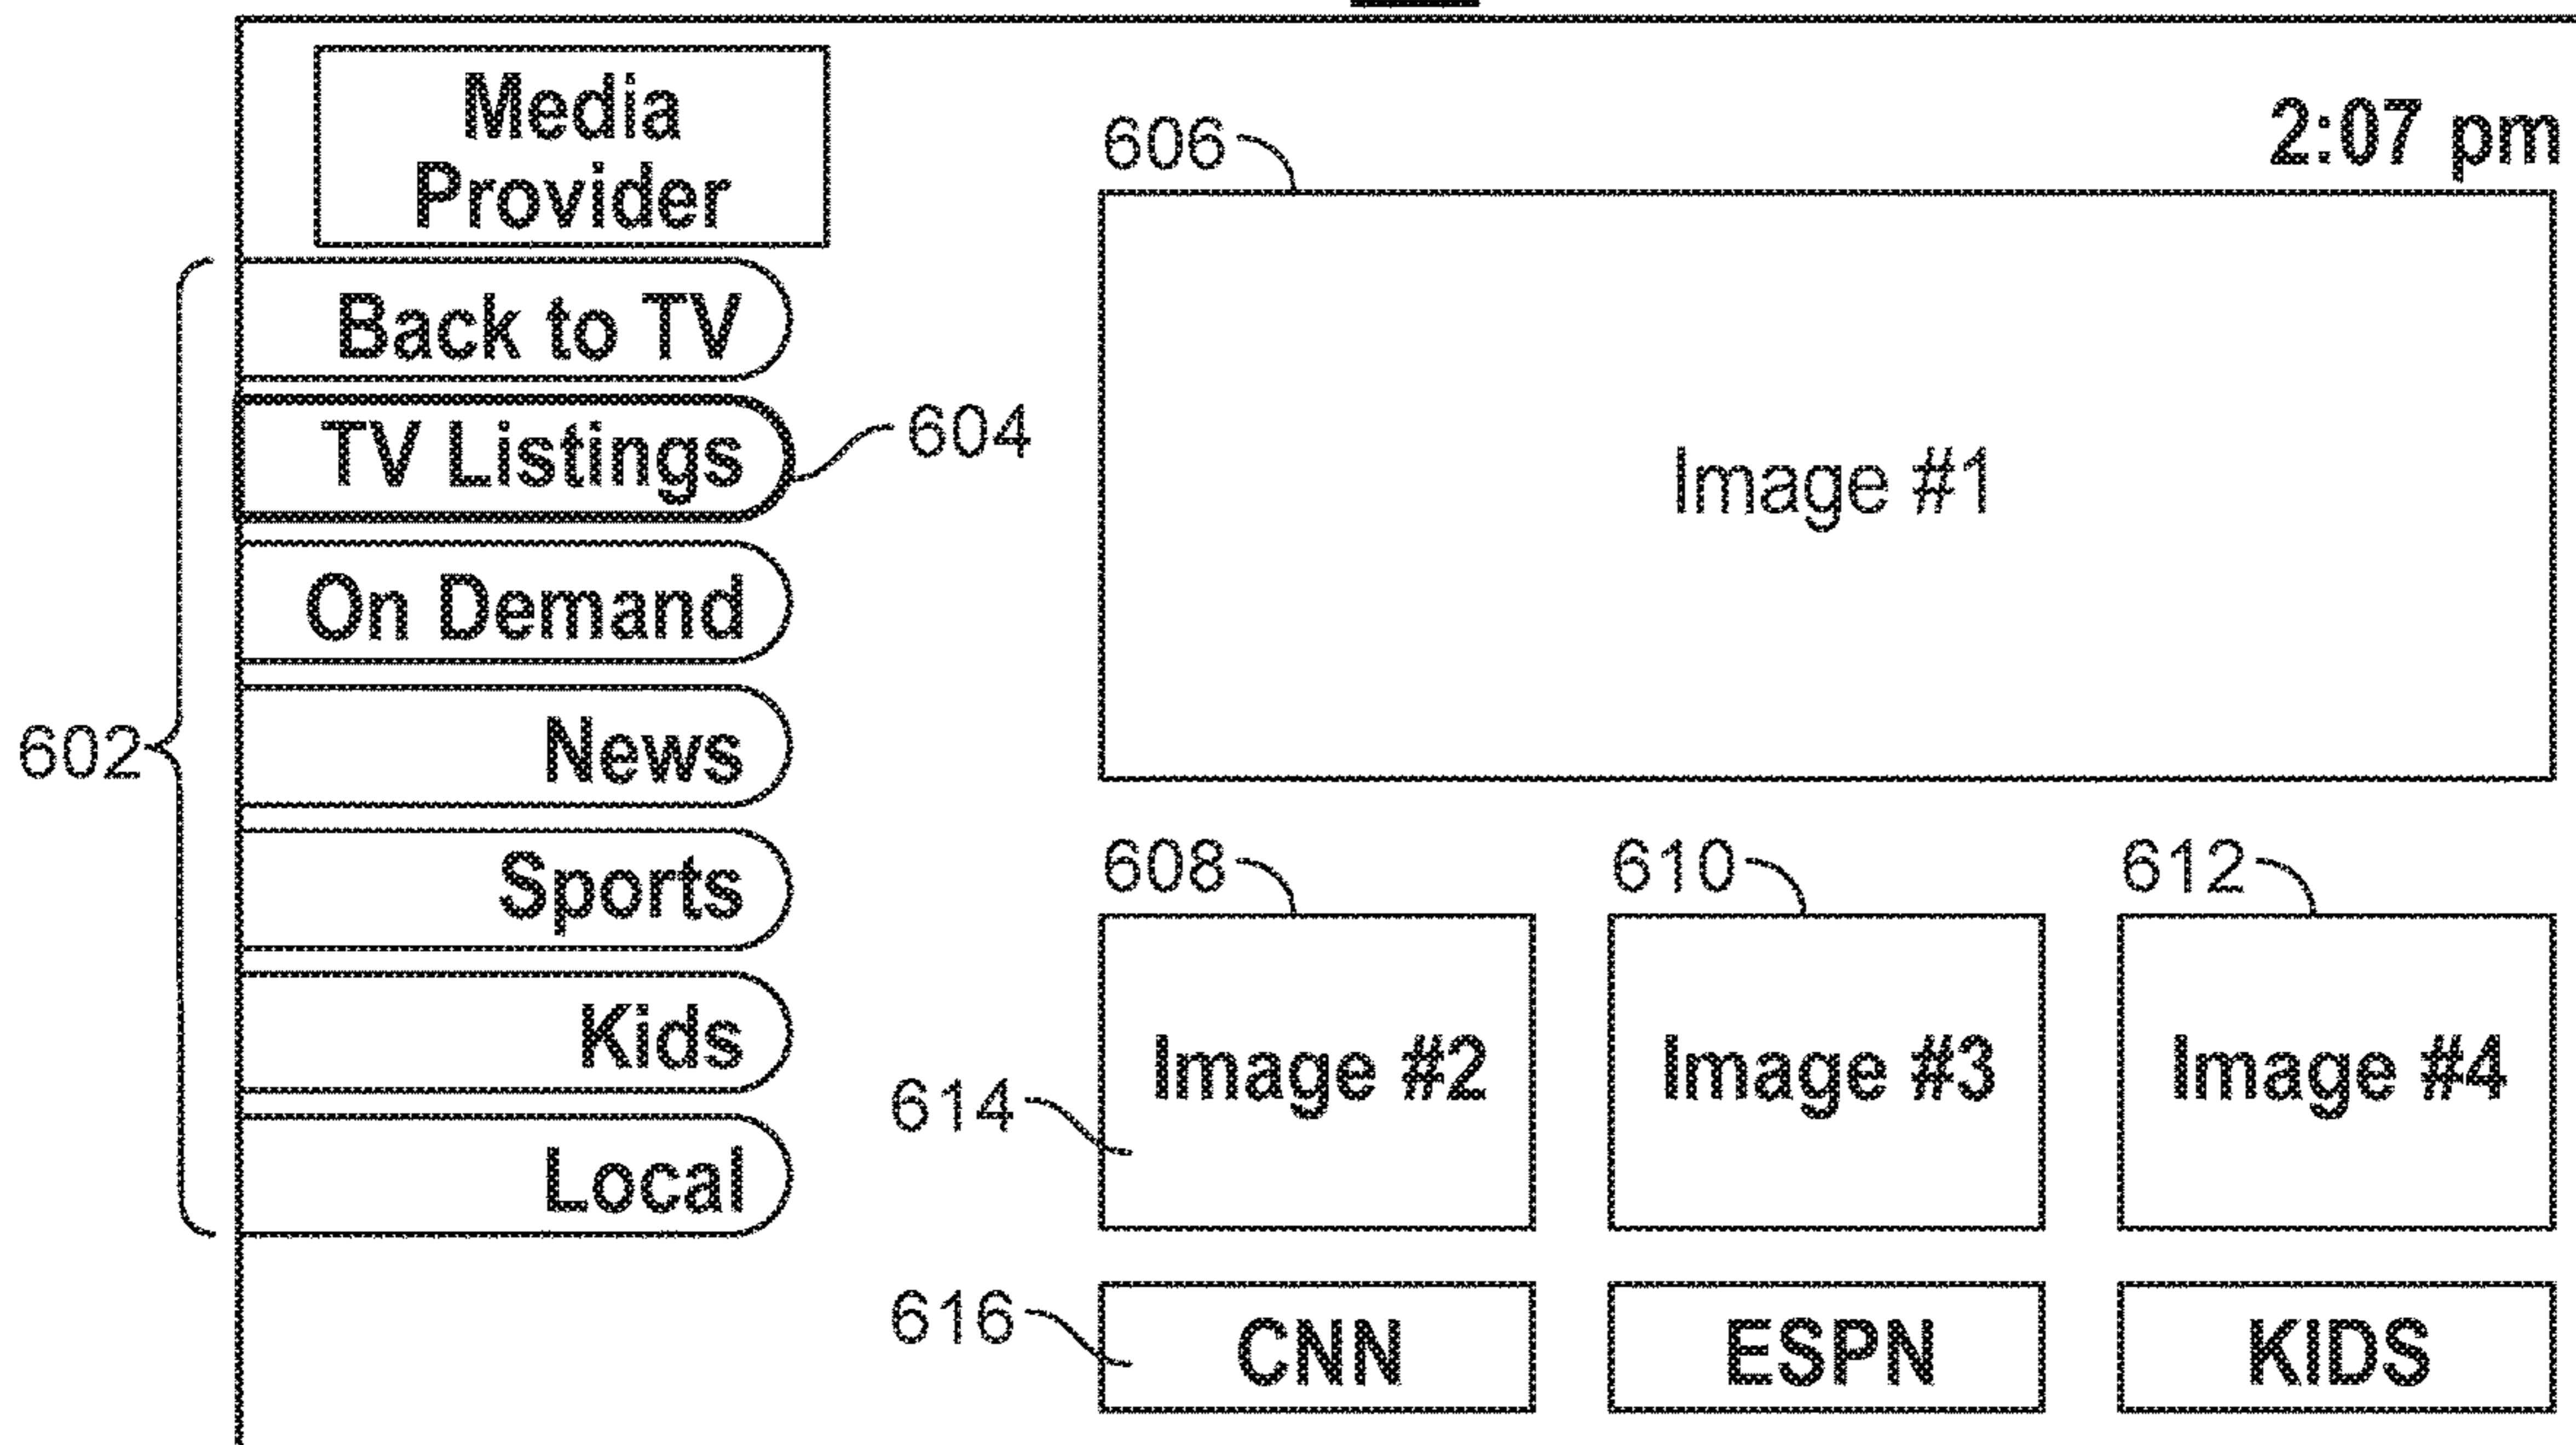 Media
Provider
2:07 pm
606
Back to TV
TV Listings
604
Image #1
On Demand
602
News
Sports
608
610
612
Kids
Image #2
Image #3
Image #4
614
Local
616
CNN
ESPN
KIDS